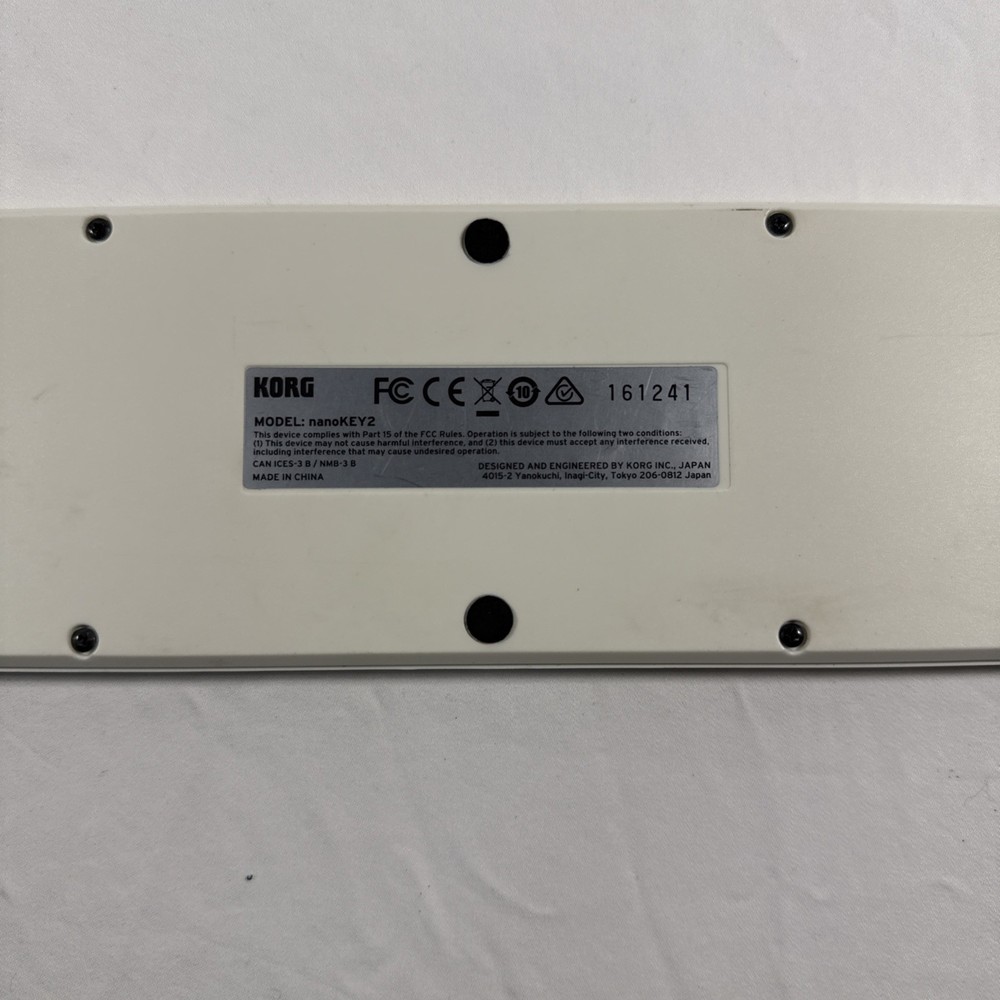 KORG FC CE 10 161241
MODEL: nanoKEY2
This device complies with Part 15 of the FCC Rules. Operation is subject to the following two conditions:
(1) This device may not cause harmful interference, and (2) this device must accept any interference received,
including interference that may cause undesired operation.
CAN ICES-3 B / NMB-3 B
MADE IN CHINA
DESIGNED AND ENGINEERED BY KORG INC., JAPAN
4015-2 Yanokuchi, Inagi-City, Tokyo 206-0812 Japan